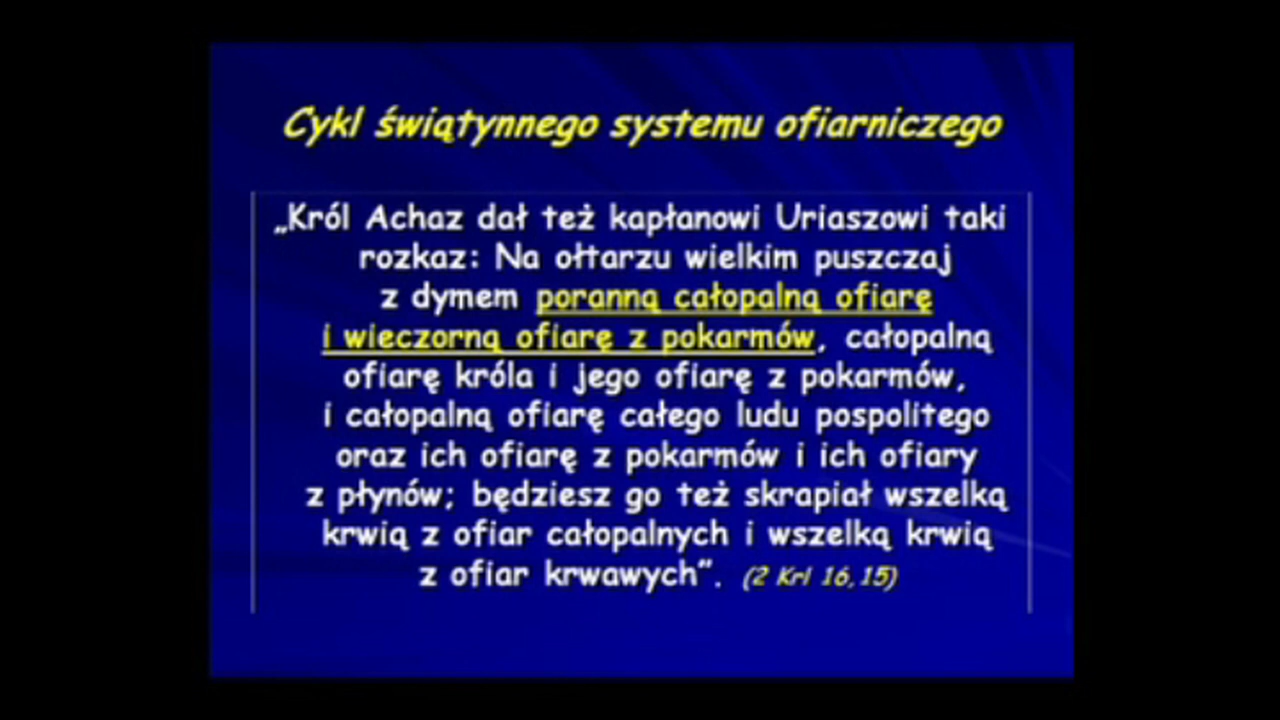 Cykl świątynnego systemu ofiarniczego
„Król Achaz dał też kapłanowi Uriaszowi taki
rozkaz: Na ołtarzu wielkim puszczaj
z dymem poranną całopalną ofiarę
i wieczorną ofiarę z pokarmów, całopalną
ofiarę króla i jego ofiarę z pokarmów,
i całopalną ofiarę całego ludu pospolitego
oraz ich ofiarę z pokarmów i ich ofiary
z płynów; będziesz go też skrapiał wszelką
krwią z ofiar całopalnych i wszelką krwią
z ofiar krwawych”. (2 Krl 16,15)